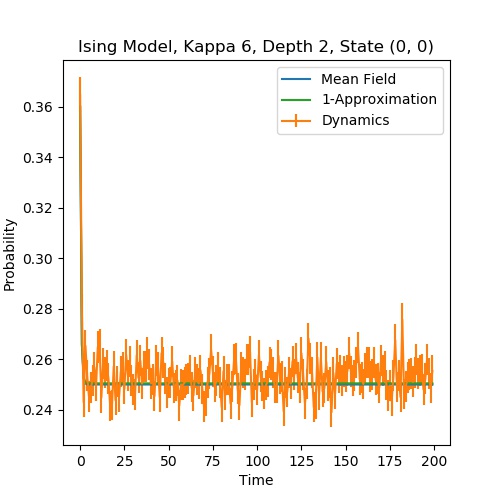 Ising Model, Kappa 6, Depth 2, State (0, 0)
Mean Field
1-Approximation
Dynamics
Probability
0.36
0.34
0.32
0.30
0.28
0.26
0.24
0 25 50 75 100 125 150 175 200
Time